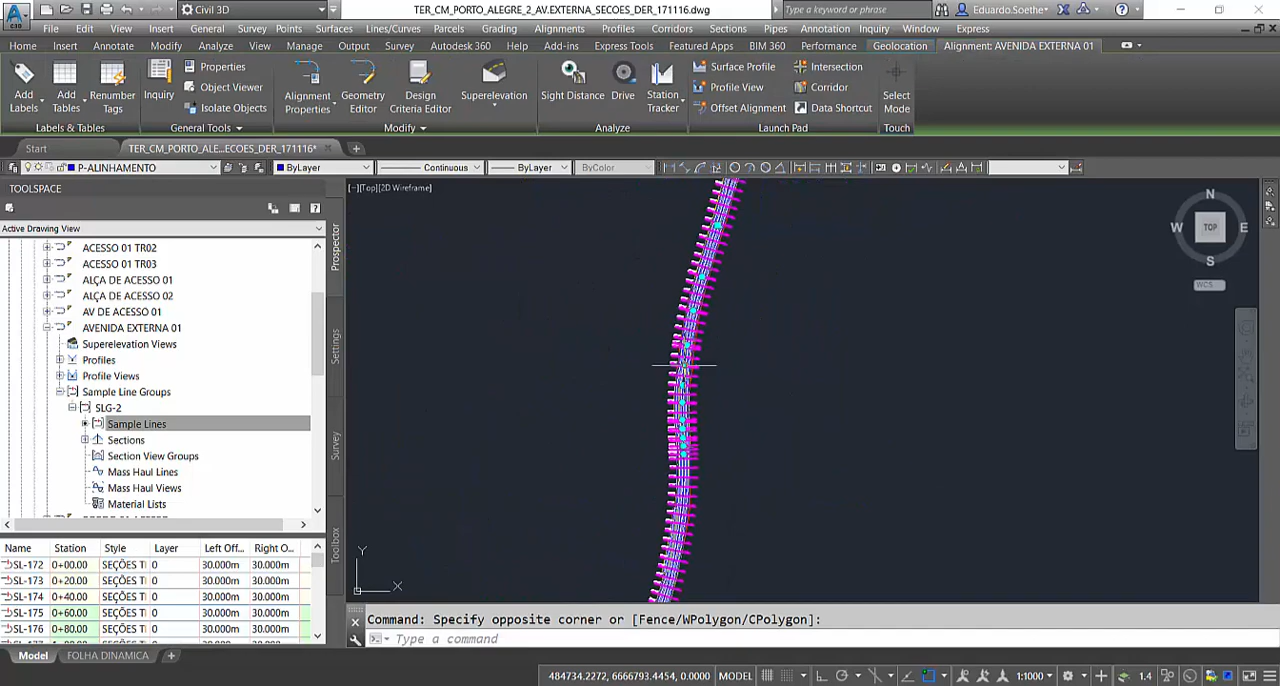 Civil 3D
TER_CM_PORTO_ALEGRE_2_AV.EXTERNA_SECOES_DER_171116.dwg
Type a keyword or phrase
Eduardo.Soethe
C3D
File Edit View Insert General Survey Points Surfaces Lines/Curves Parcels Grading Alignments Profiles Corridors Sections Pipes Annotation Inquiry Window Express
Home Insert Annotate Modify Analyze View Manage Output Survey Autodesk 360 Help Add-ins Express Tools Featured Apps BIM 360 Performance Geolocation Alignment: AVENIDA EXTERNA 01
Add Labels
Add Tables
Renumber Tags
Inquiry
Properties
Object Viewer
Isolate Objects
Alignment Properties
Geometry Editor
Design Criteria Editor
Superelevation
Sight Distance
Drive
Station Tracker
Surface Profile
Profile View
Offset Alignment
Intersection
Corridor
Data Shortcut
Select Mode
Labels & Tables
General Tools
Modify
Analyze
Launch Pad
Touch
Start
TER_CM_PORTO_ALE...ECOES_DER_171116*
P-ALINHAMENTO
ByLayer
Continuous
ByLayer
ByColor
TOOLSPACE
[−][Top][2D Wireframe]
Active Drawing View
ACESSO 01 TR02
ACESSO 01 TR03
ALÇA DE ACESSO 01
ALÇA DE ACESSO 02
AV DE ACESSO 01
AVENIDA EXTERNA 01
Superelevation Views
Profiles
Profile Views
Sample Line Groups
SLG-2
Sample Lines
Sections
Section View Groups
Mass Haul Lines
Mass Haul Views
Material Lists
Prospector
Settings
Survey
Toolbox
N
W
TOP
E
S
WCS
Y
X
Name Station Style Layer Left Off... Right O...
SL-172 0+00.00 SEÇÕES TI 0 30.000m 30.000m
SL-173 0+20.00 SEÇÕES TI 0 30.000m 30.000m
SL-174 0+40.00 SEÇÕES TI 0 30.000m 30.000m
SL-175 0+60.00 SEÇÕES TI 0 30.000m 30.000m
SL-176 0+80.00 SEÇÕES TI 0 30.000m 30.000m
Command: Specify opposite corner or [Fence/WPolygon/CPolygon]:
Type a command
Model FOLHA DINAMICA
484734.2272, 6666793.4454, 0.0000 MODEL
1:1000
1.4